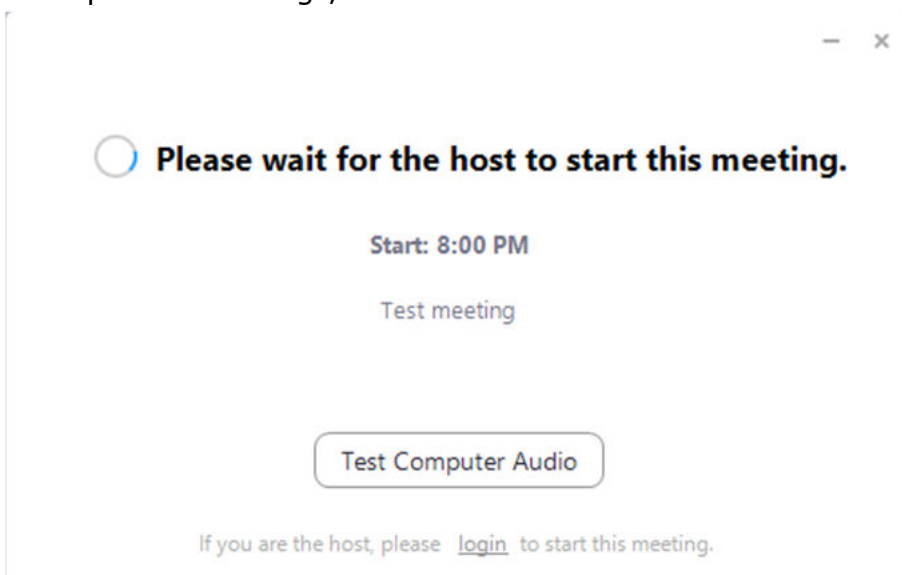 Please wait for the host to start this meeting.
Start: 8:00 PM
Test meeting
Test Computer Audio
If you are the host, please login to start this meeting.